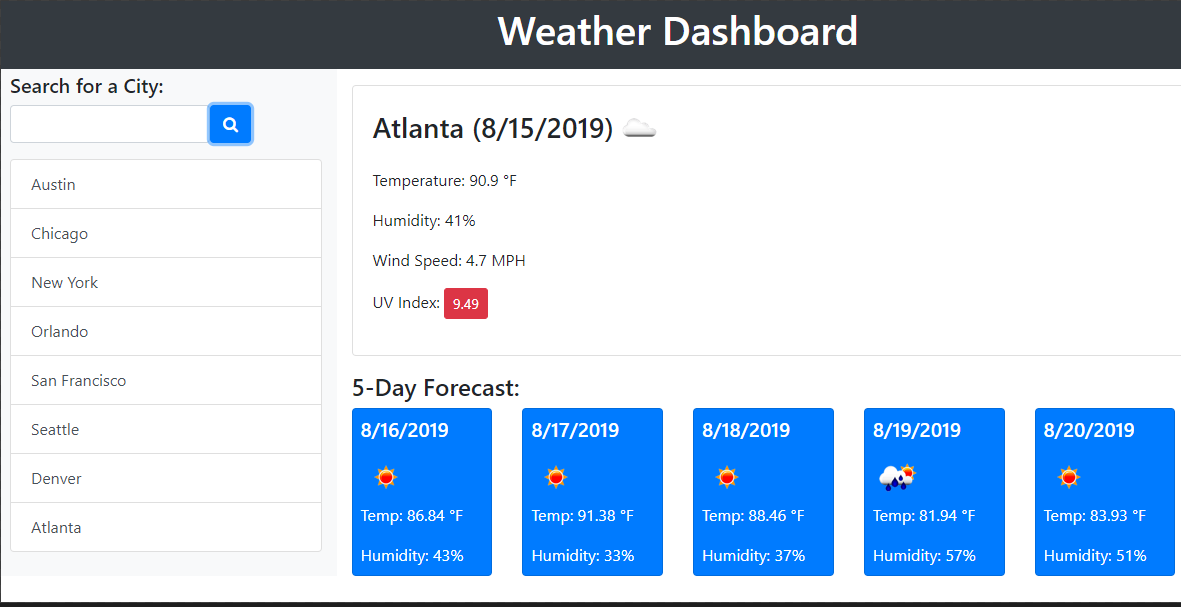 Weather Dashboard
Search for a City:
Austin
Chicago
New York
Orlando
San Francisco
Seattle
Denver
Atlanta
Atlanta (8/15/2019)
Temperature: 90.9 °F
Humidity: 41%
Wind Speed: 4.7 MPH
UV Index: 9.49
5-Day Forecast:
8/16/2019
Temp: 86.84 °F
Humidity: 43%
8/17/2019
Temp: 91.38 °F
Humidity: 33%
8/18/2019
Temp: 88.46 °F
Humidity: 37%
8/19/2019
Temp: 81.94 °F
Humidity: 57%
8/20/2019
Temp: 83.93 °F
Humidity: 51%